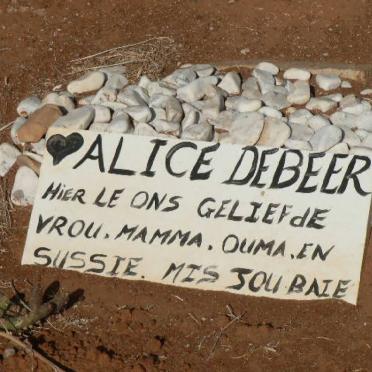 ALICE DEBEER
HiER LE ONS GELIEFdE
VROU. MAMMA. OUMA. EN
SUSSIE. MIS JOU BAIE